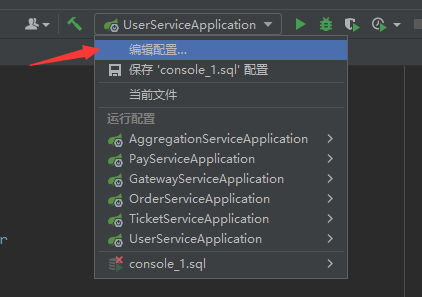 UserServiceApplication
编辑配置...
保存 'console_1.sql' 配置
当前文件
运行配置
AggregationServiceApplication
PayServiceApplication
GatewayServiceApplication
OrderServiceApplication
TicketServiceApplication
UserServiceApplication
r
console_1.sql